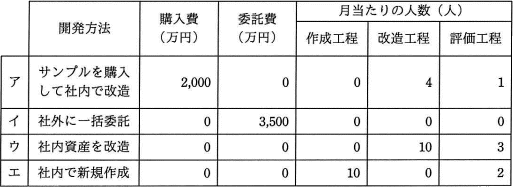 開発方法 購入費（万円） 委託費（万円） 月当たりの人数（人）
作成工程 改造工程 評価工程
ア サンプルを購入して社内で改造 2,000 0 0 4 1
イ 社外に一括委託 0 3,500 0 0 0
ウ 社内資産を改造 0 0 0 10 3
エ 社内で新規作成 0 0 10 0 2